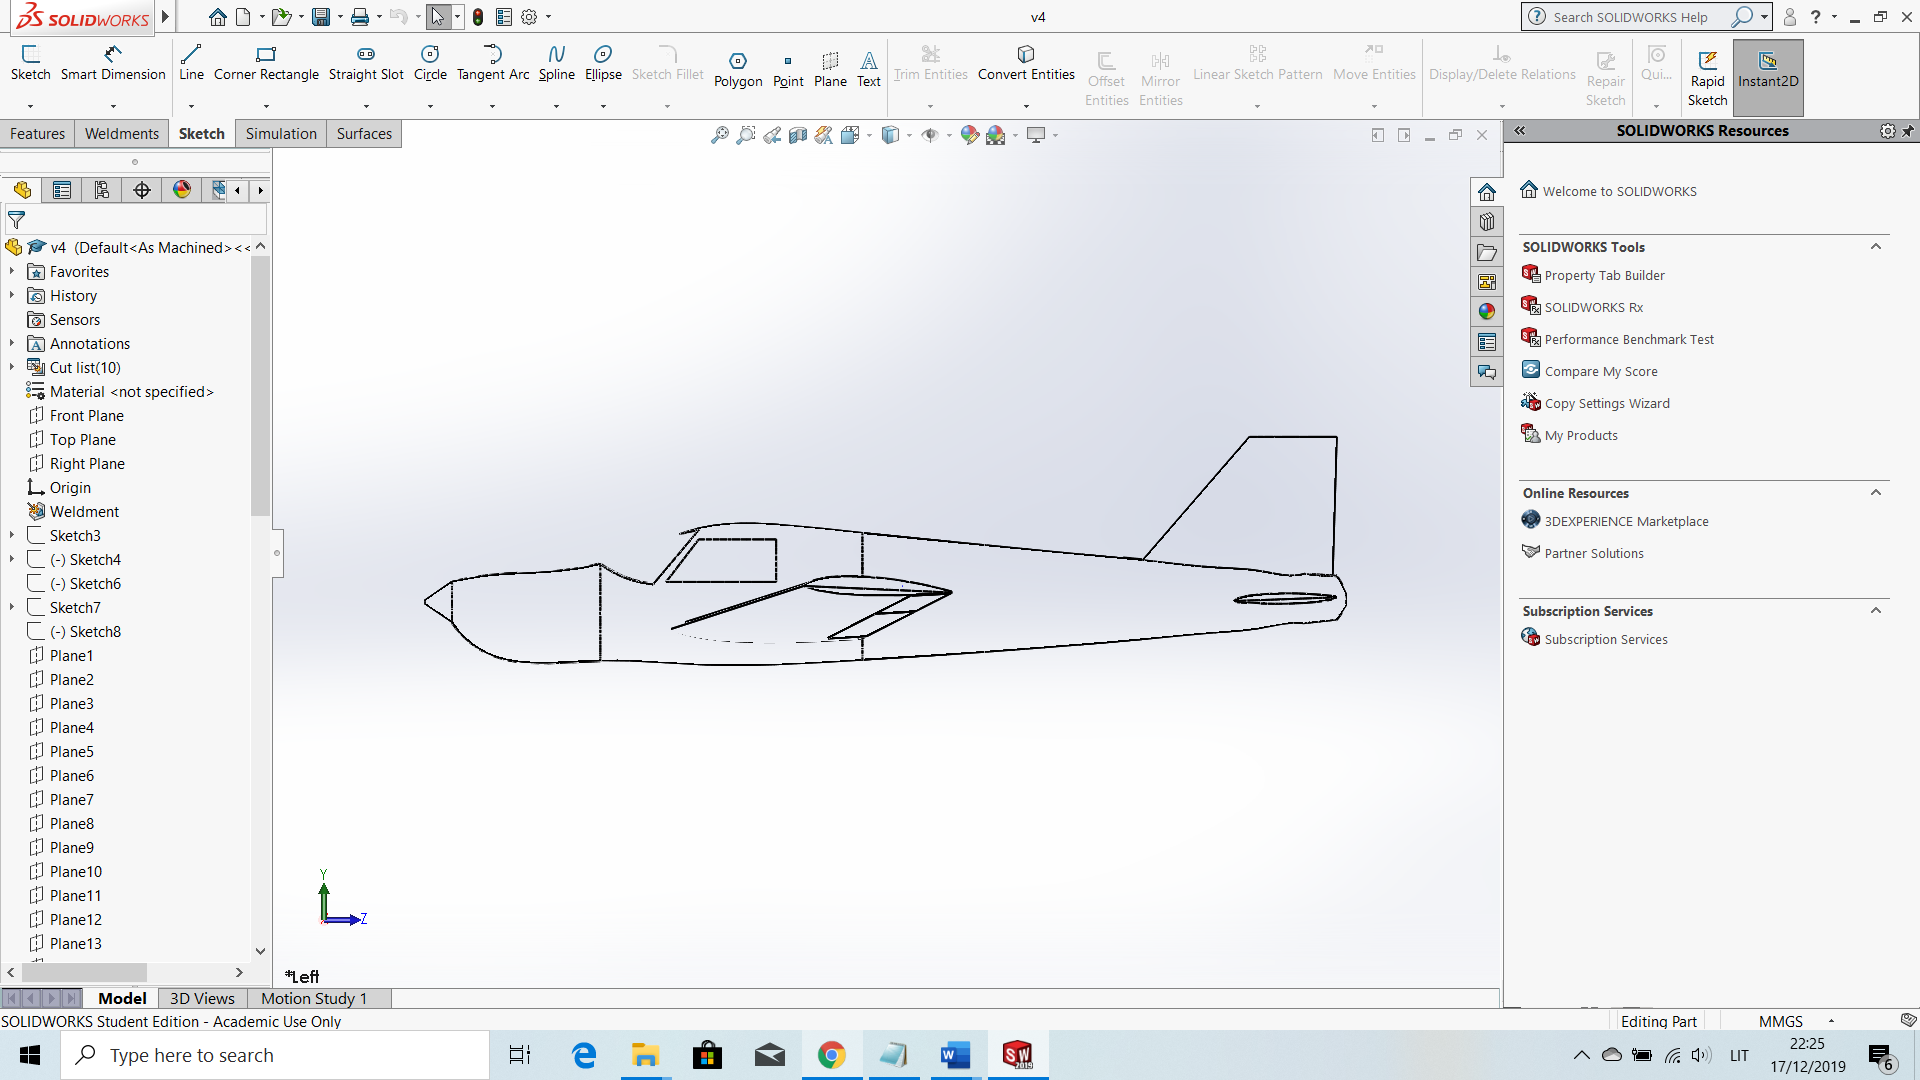 SOLIDWORKS
v4
Search SOLIDWORKS Help
Sketch
Smart Dimension
Line
Corner Rectangle
Straight Slot
Circle
Tangent Arc
Spline
Ellipse
Sketch Fillet
Polygon
Point
Plane
Text
Trim Entities
Convert Entities
Offset
Entities
Mirror
Entities
Linear Sketch Pattern
Move Entities
Display/Delete Relations
Repair
Sketch
Qui...
Rapid
Sketch
Instant2D
Features
Weldments
Sketch
Simulation
Surfaces
v4 (Default<As Machined><<
Favorites
History
Sensors
Annotations
Cut list(10)
Material <not specified>
Front Plane
Top Plane
Right Plane
Origin
Weldment
Sketch3
(-) Sketch4
(-) Sketch6
Sketch7
(-) Sketch8
Plane1
Plane2
Plane3
Plane4
Plane5
Plane6
Plane7
Plane8
Plane9
Plane10
Plane11
Plane12
Plane13
Y
Z
*Left
SOLIDWORKS Resources
Welcome to SOLIDWORKS
SOLIDWORKS Tools
Property Tab Builder
SOLIDWORKS Rx
Performance Benchmark Test
Compare My Score
Copy Settings Wizard
My Products
Online Resources
3DEXPERIENCE Marketplace
Partner Solutions
Subscription Services
Subscription Services
Model
3D Views
Motion Study 1
SOLIDWORKS Student Edition - Academic Use Only
Editing Part
MMGS
Type here to search
LIT
22:25
17/12/2019
6